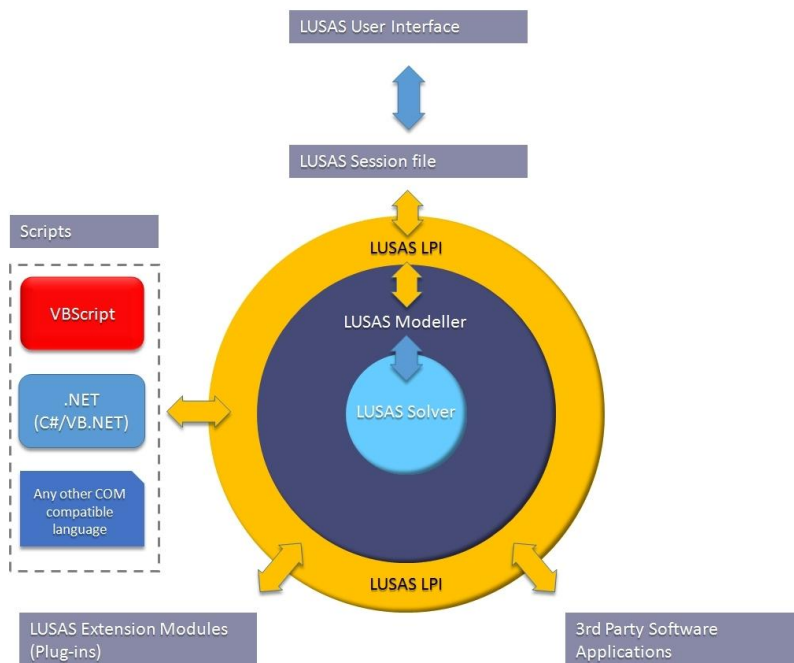 LUSAS User Interface
LUSAS Session file
Scripts
VBScript
.NET
(C#/VB.NET)
Any other COM
compatible
language
LUSAS LPI
LUSAS Modeller
LUSAS Solver
LUSAS LPI
LUSAS Extension Modules
(Plug-ins)
3rd Party Software
Applications